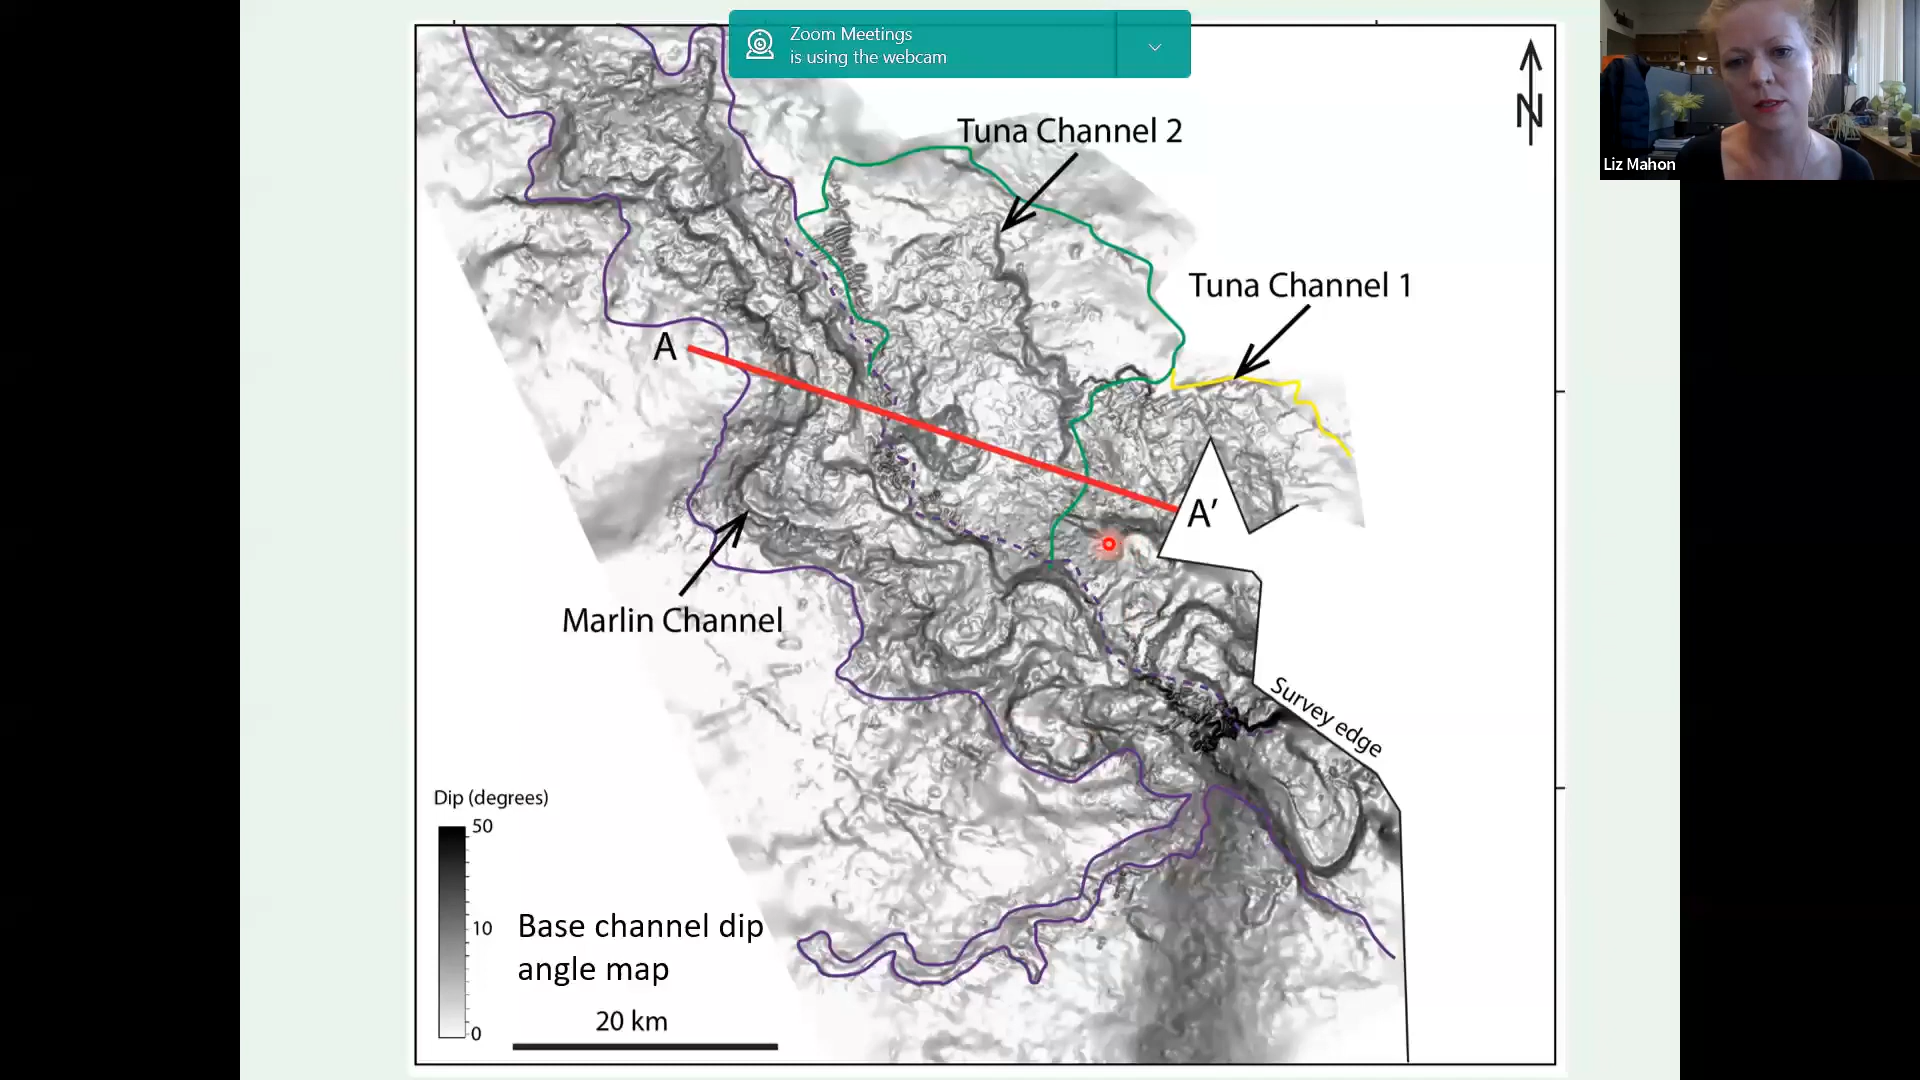 Zoom Meetings
is using the webcam
Liz Mahon
N
Tuna Channel 2
Tuna Channel 1
A
A′
Marlin Channel
Survey edge
Dip (degrees)
50
10
0
Base channel dip
angle map
20 km